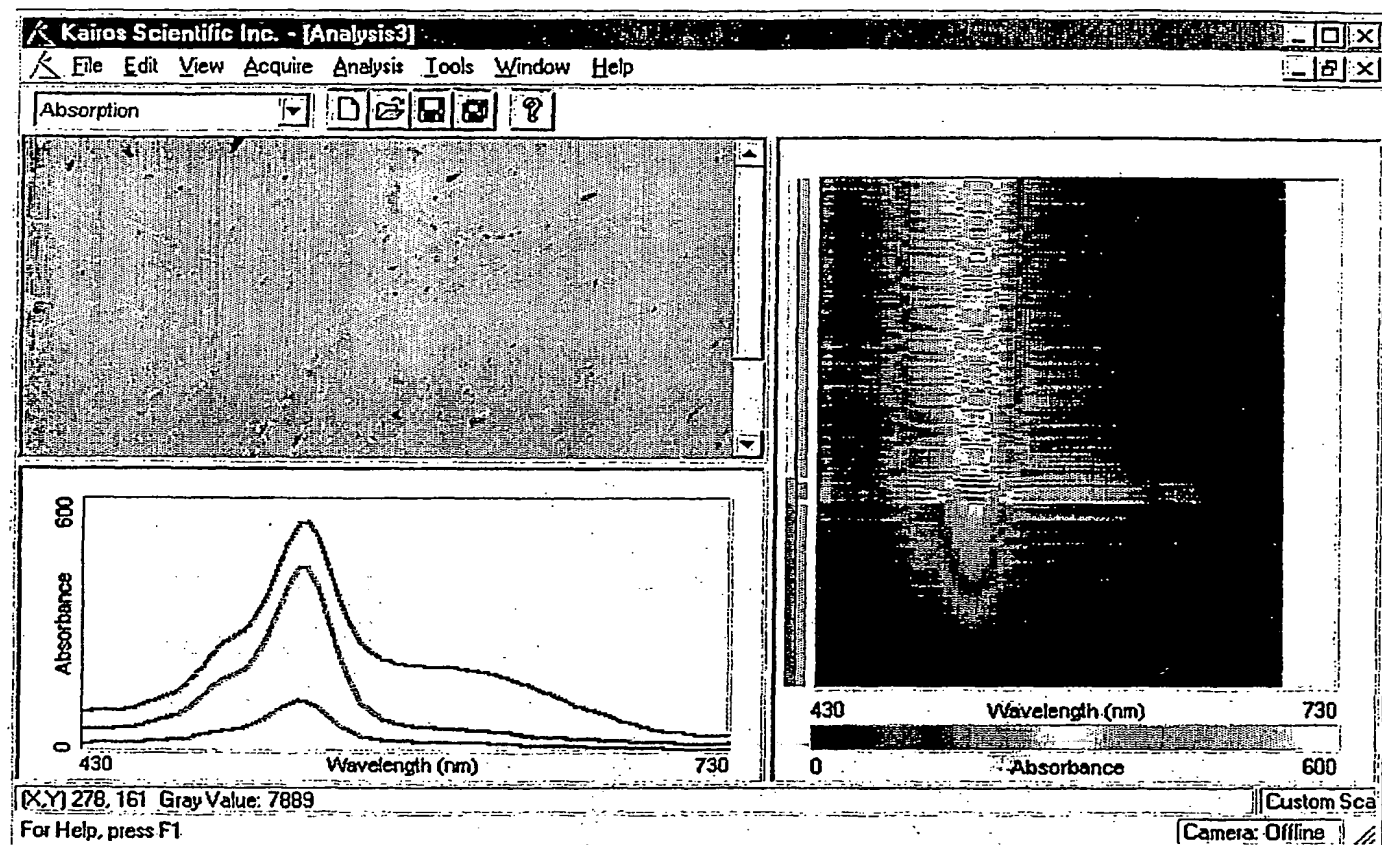 Kairos Scientific Inc. - [Analysis3]
File Edit View Acquire Analysis Tools Window Help
Absorption
600
Absorbance
0
430 Wavelength (nm) 730
430 Wavelength (nm) 730
0 Absorbance 600
[X,Y] 278, 161 Gray Value: 7889
Custom Sca
For Help, press F1
Camera: Offline